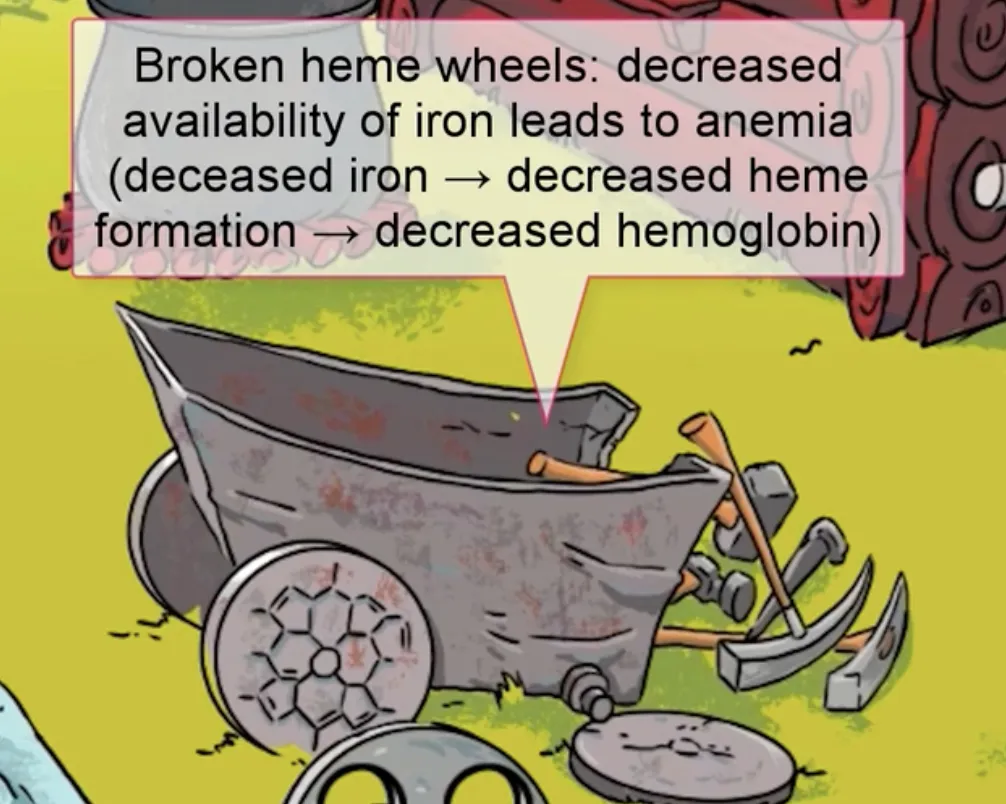 Broken heme wheels: decreased
availability of iron leads to anemia
(deceased iron → decreased heme
formation → decreased hemoglobin)